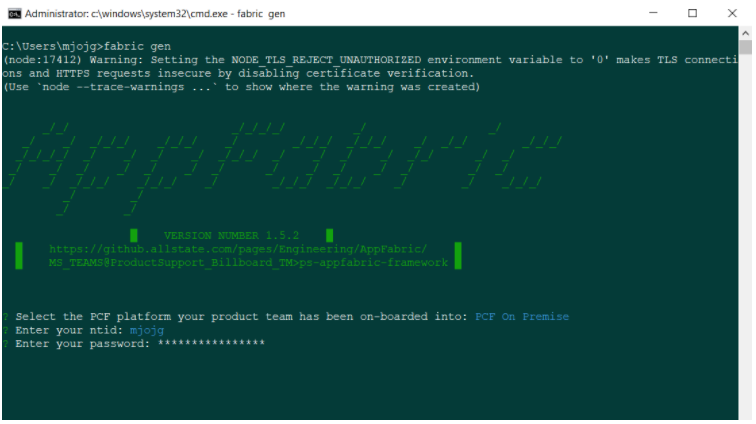 Administrator: c:\windows\system32\cmd.exe - fabric gen
C:\Users\mjojg>fabric gen
(node:17412) Warning: Setting the NODE_TLS_REJECT_UNAUTHORIZED environment variable to '0' makes TLS connecti
ons and HTTPS requests insecure by disabling certificate verification.
(Use `node --trace-warnings ...` to show where the warning was created)
AppFabric
VERSION NUMBER 1.5.2
https://github.allstate.com/pages/Engineering/AppFabric/
MS_TEAMS@ProductSupport_Billboard_TM>ps-appfabric-framework
? Select the PCF platform your product team has been on-boarded into: PCF On Premise
? Enter your ntid: mjojg
? Enter your password: ****************